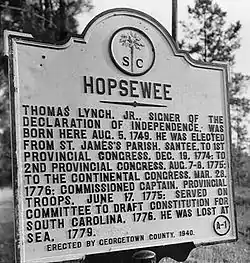 S C
HOPSEWEE
THOMAS LYNCH, JR., SIGNER OF THE
DECLARATION OF INDEPENDENCE, WAS
BORN HERE AUG. 5, 1749. HE WAS ELECTED
FROM ST. JAMES'S PARISH, SANTEE, TO 1ST
PROVINCIAL CONGRESS, DEC. 19, 1774; TO
2ND PROVINCIAL CONGRESS, AUG. 7-8, 1775;
TO THE CONTINENTAL CONGRESS, MAR. 23,
1776; COMMISSIONED CAPTAIN, PROVINCIAL
TROOPS, JUNE 17, 1775; SERVED ON
COMMITTEE TO DRAFT CONSTITUTION FOR
SOUTH CAROLINA, 1776. HE WAS LOST AT
SEA, 1779.
ERECTED BY GEORGETOWN COUNTY, 1940.
A-1